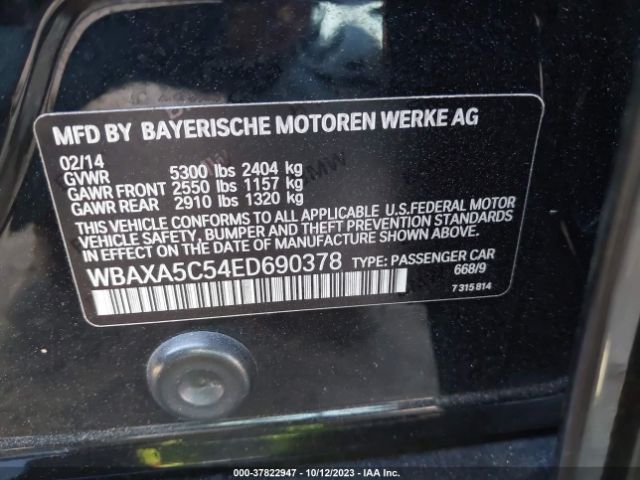 MFD BY BAYERISCHE MOTOREN WERKE AG
02/14
GVWR 5300 lbs 2404 kg
GAWR FRONT 2550 lbs 1157 kg
GAWR REAR 2910 lbs 1320 kg
THIS VEHICLE CONFORMS TO ALL APPLICABLE U.S.FEDERAL MOTOR
VEHICLE SAFETY, BUMPER AND THEFT PREVENTION STANDARDS
IN EFFECT ON THE DATE OF MANUFACTURE SHOWN ABOVE.
WBAXA5C54ED690378 TYPE: PASSENGER CAR
668/9
7 315 814
000-37822947 - 10/12/2023 - IAA Inc.